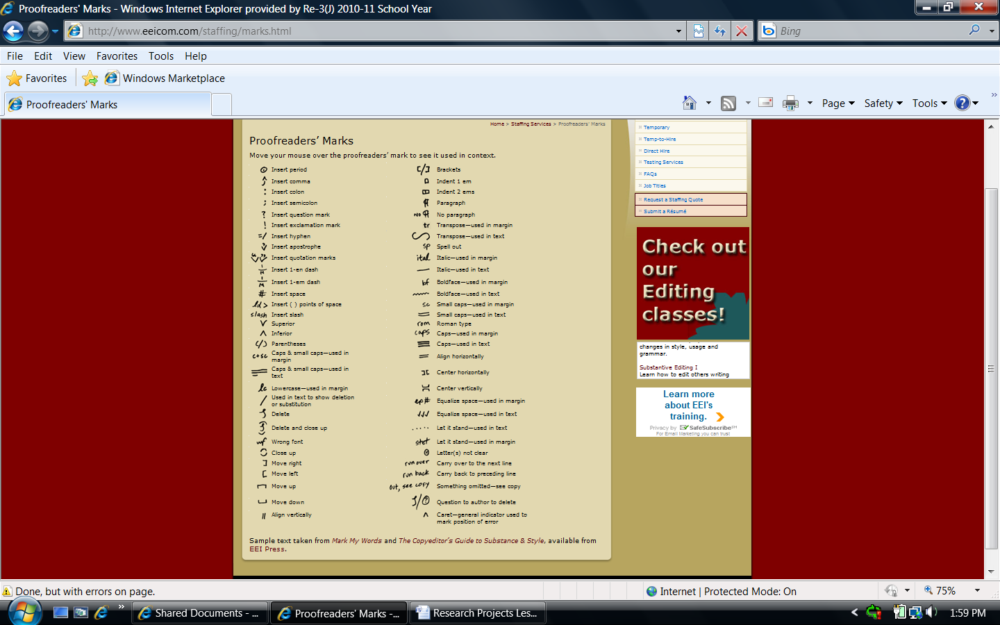 Proofreaders' Marks - Windows Internet Explorer provided by Re-3(J) 2010-11 School Year
http://www.eeicom.com/staffing/marks.html
Bing
File Edit View Favorites Tools Help
Favorites Windows Marketplace
Proofreaders' Marks
Page Safety Tools
Home > Staffing Services > Proofreaders' Marks
Proofreaders’ Marks
Move your mouse over the proofreaders’ mark to see it used in context.
Insert period
Insert comma
: Insert colon
; Insert semicolon
? Insert question mark
! Insert exclamation mark
=/ Insert hyphen
Insert apostrophe
Insert quotation marks
1/N Insert 1-en dash
1/M Insert 1-em dash
# Insert space
ld > Insert ( ) points of space
slash Insert slash
V Superior
Λ Inferior
(/) Parentheses
c+sc Caps & small caps—used in
margin
Caps & small caps—used in
text
lc Lowercase—used in margin
/ Used in text to show deletion
or substitution
Delete
Delete and close up
wf Wrong font
Close up
] Move right
[ Move left
Move up
Move down
|| Align vertically
[/] Brackets
Indent 1 em
Indent 2 ems
¶ Paragraph
NO ¶ No paragraph
tr Transpose—used in margin
Transpose—used in text
sp Spell out
ital Italic—used in margin
Italic—used in text
bf Boldface—used in margin
Boldface—used in text
sc Small caps—used in margin
Small caps—used in text
rom Roman type
caps Caps—used in margin
Caps—used in text
Align horizontally
][ Center horizontally
Center vertically
eq# Equalize space—used in margin
Equalize space—used in text
..... Let it stand—used in text
stet Let it stand—used in margin
Letter(s) not clear
run over Carry over to the next line
run back Carry back to preceding line
out, see copy Something omitted—see copy
Question to author to delete
^ Caret—general indicator used to
mark position of error
Sample text taken from Mark My Words and The Copyeditor’s Guide to Substance & Style, available from
EEI Press.
Temporary
Temp-to-Hire
Direct Hire
Testing Services
FAQs
Job Titles
Request a Staffing Quote
Submit a Résumé
Check out
our
Editing
classes!
changes in style, usage and
grammar.
Substantive Editing I
Learn how to edit others writing
Learn more
about EEI's
training.
Privacy by SafeSubscribe℠
For Email Marketing you can trust
Done, but with errors on page.
Internet | Protected Mode: On
75%
Shared Documents - ...
Proofreaders' Marks -...
Research Projects Les...
1:59 PM